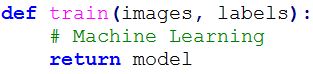 def train(images, labels):
    # Machine Learning
    return model